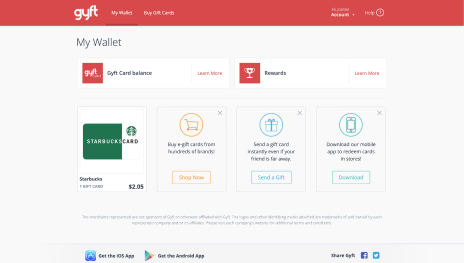 gyft
My Wallet
Buy Gift Cards
Account
Help ?
My Wallet
gyft
Gyft Card balance
Learn More
Rewards
Learn More
STARBUCKS CARD
Starbucks
1 GIFT CARD
$2.05
Buy e-gift cards from
hundreds of brands!
Shop Now
Send a gift card
instantly even if your
friend is far away.
Send a Gift
Download our mobile
app to redeem cards
in stores!
Download
The merchants represented are not sponsors of Gyft or otherwise affiliated with Gyft. The logos and other identifying marks attached are trademarks of and owned by each
represented company and/or its affiliates. Please visit each company's website for additional terms and conditions.
Get the iOS App
Get the Android App
Share Gyft